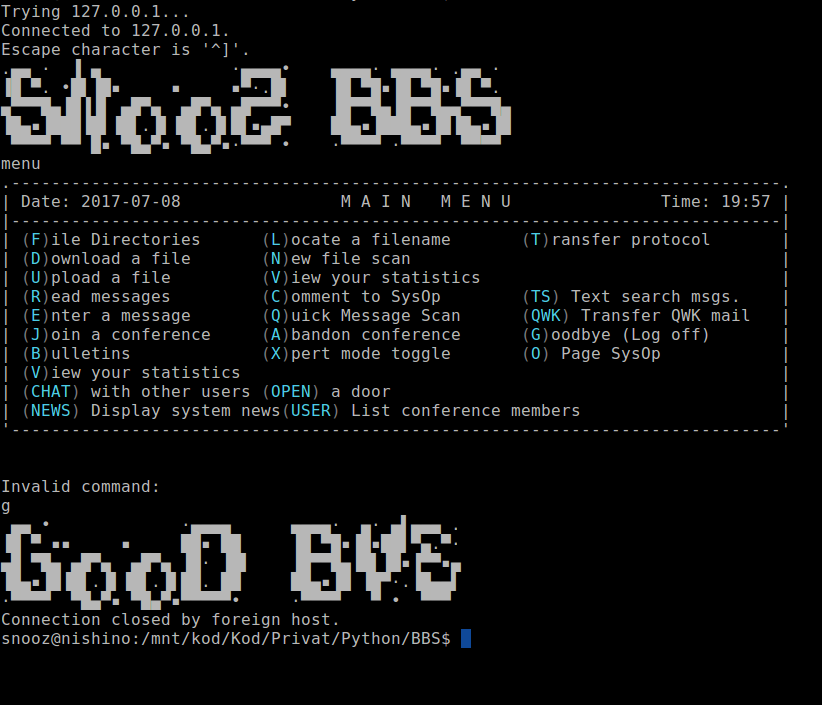 Trying 127.0.0.1...
Connected to 127.0.0.1.
Escape character is '^]'.
SNooZ BBS
menu
.-----------------------------------------------------------------------------.
| Date: 2017-07-08                M A I N   M E N U               Time: 19:57 |
|-----------------------------------------------------------------------------|
| (F)ile Directories      (L)ocate a filename       (T)ransfer protocol       |
| (D)ownload a file       (N)ew file scan                                     |
| (U)pload a file         (V)iew your statistics                              |
| (R)ead messages         (C)omment to SysOp        (TS) Text search msgs.    |
| (E)nter a message       (Q)uick Message Scan      (QWK) Transfer QWK mail   |
| (J)oin a conference     (A)bandon conference      (G)oodbye (Log off)       |
| (B)ulletins             (X)pert mode toggle       (O) Page SysOp            |
| (V)iew your statistics                                                      |
| (CHAT) with other users (OPEN) a door                                       |
| (NEWS) Display system news(USER) List conference members                    |
'-----------------------------------------------------------------------------'
Invalid command:
g
GooD BYE
Connection closed by foreign host.
snooz@nishino:/mnt/kod/Kod/Privat/Python/BBS$